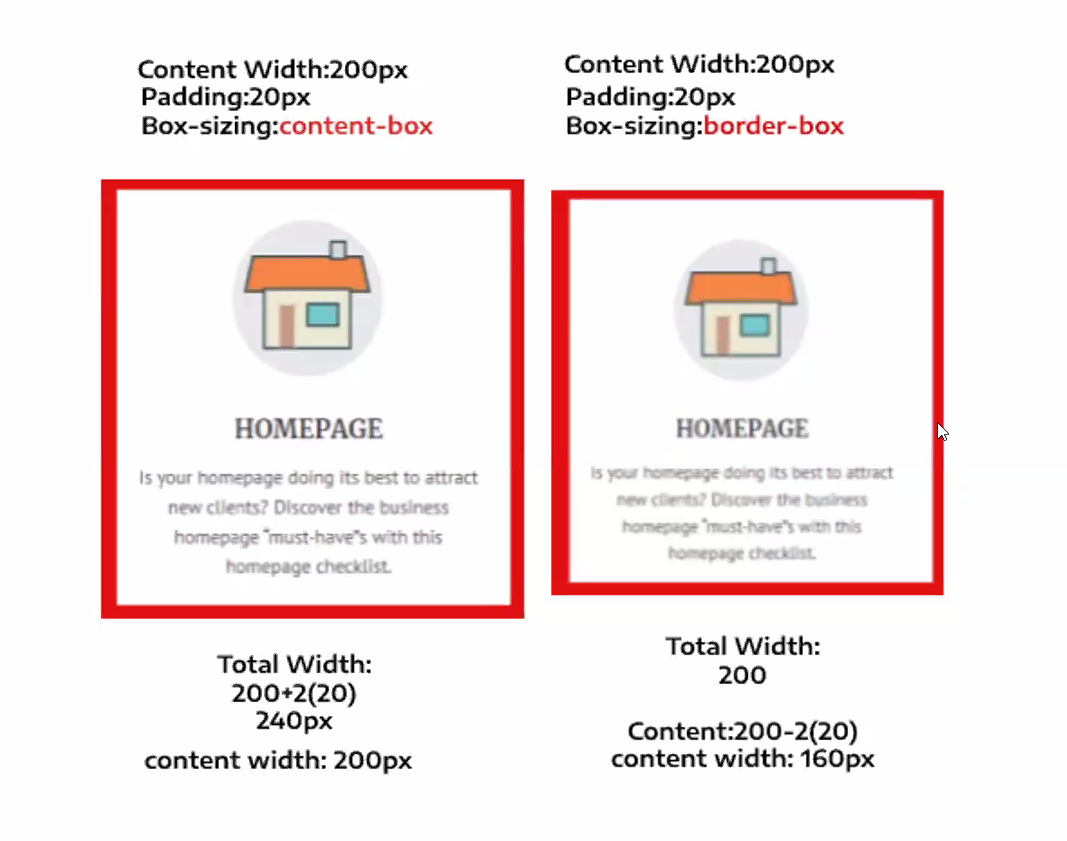 Content Width:200px
Padding:20px
Box-sizing:content-box
HOMEPAGE
Is your homepage doing its best to attract
new clients? Discover the business
homepage "must-have"s with this
homepage checklist.
Total Width:
200+2(20)
240px
content width: 200px
Content Width:200px
Padding:20px
Box-sizing:border-box
HOMEPAGE
Is your homepage doing its best to attract
new clients? Discover the business
homepage "must-have"s with this
homepage checklist.
Total Width:
200
Content:200-2(20)
content width: 160px